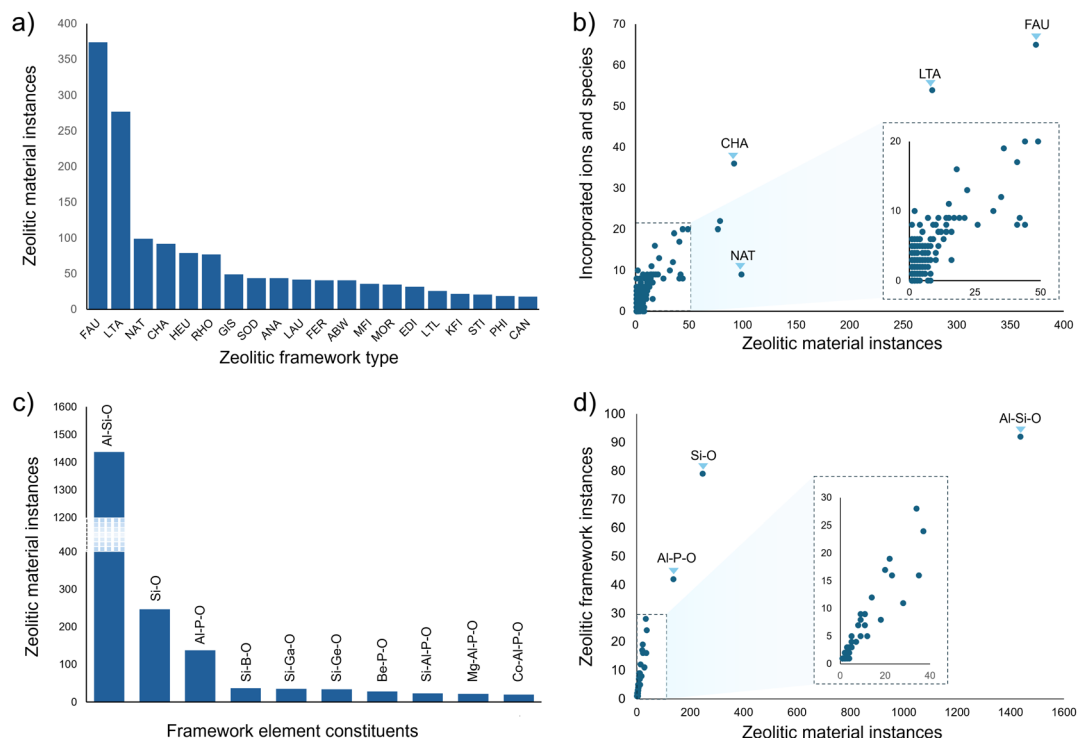 a)
400
350
300
250
200
150
100
50
0
Zeolitic material instances
FAU
LTA
NAT
CHA
HEU
RHO
GIS
SOD
ANA
LAU
FER
ABW
MFI
MOR
EDI
LTL
KFI
STI
PHI
CAN
Zeolitic framework type
b)
70
60
50
40
30
20
10
0
Incorporated ions and species
FAU
LTA
CHA
NAT
20
10
0
0
25
50
0
50
100
150
200
250
300
350
400
Zeolitic material instances
c)
1600
1500
1400
1300
1200
400
300
200
100
0
Zeolitic material instances
Al-Si-O
Si-O
Al-P-O
Si-B-O
Si-Ga-O
Si-Ge-O
Be-P-O
Si-Al-P-O
Mg-Al-P-O
Co-Al-P-O
Framework element constituents
d)
100
90
80
70
60
50
40
30
20
10
0
Zeolitic framework instances
Al-Si-O
Si-O
Al-P-O
30
25
20
15
10
5
0
0
20
40
0
200
400
600
800
1000
1200
1400
1600
Zeolitic material instances